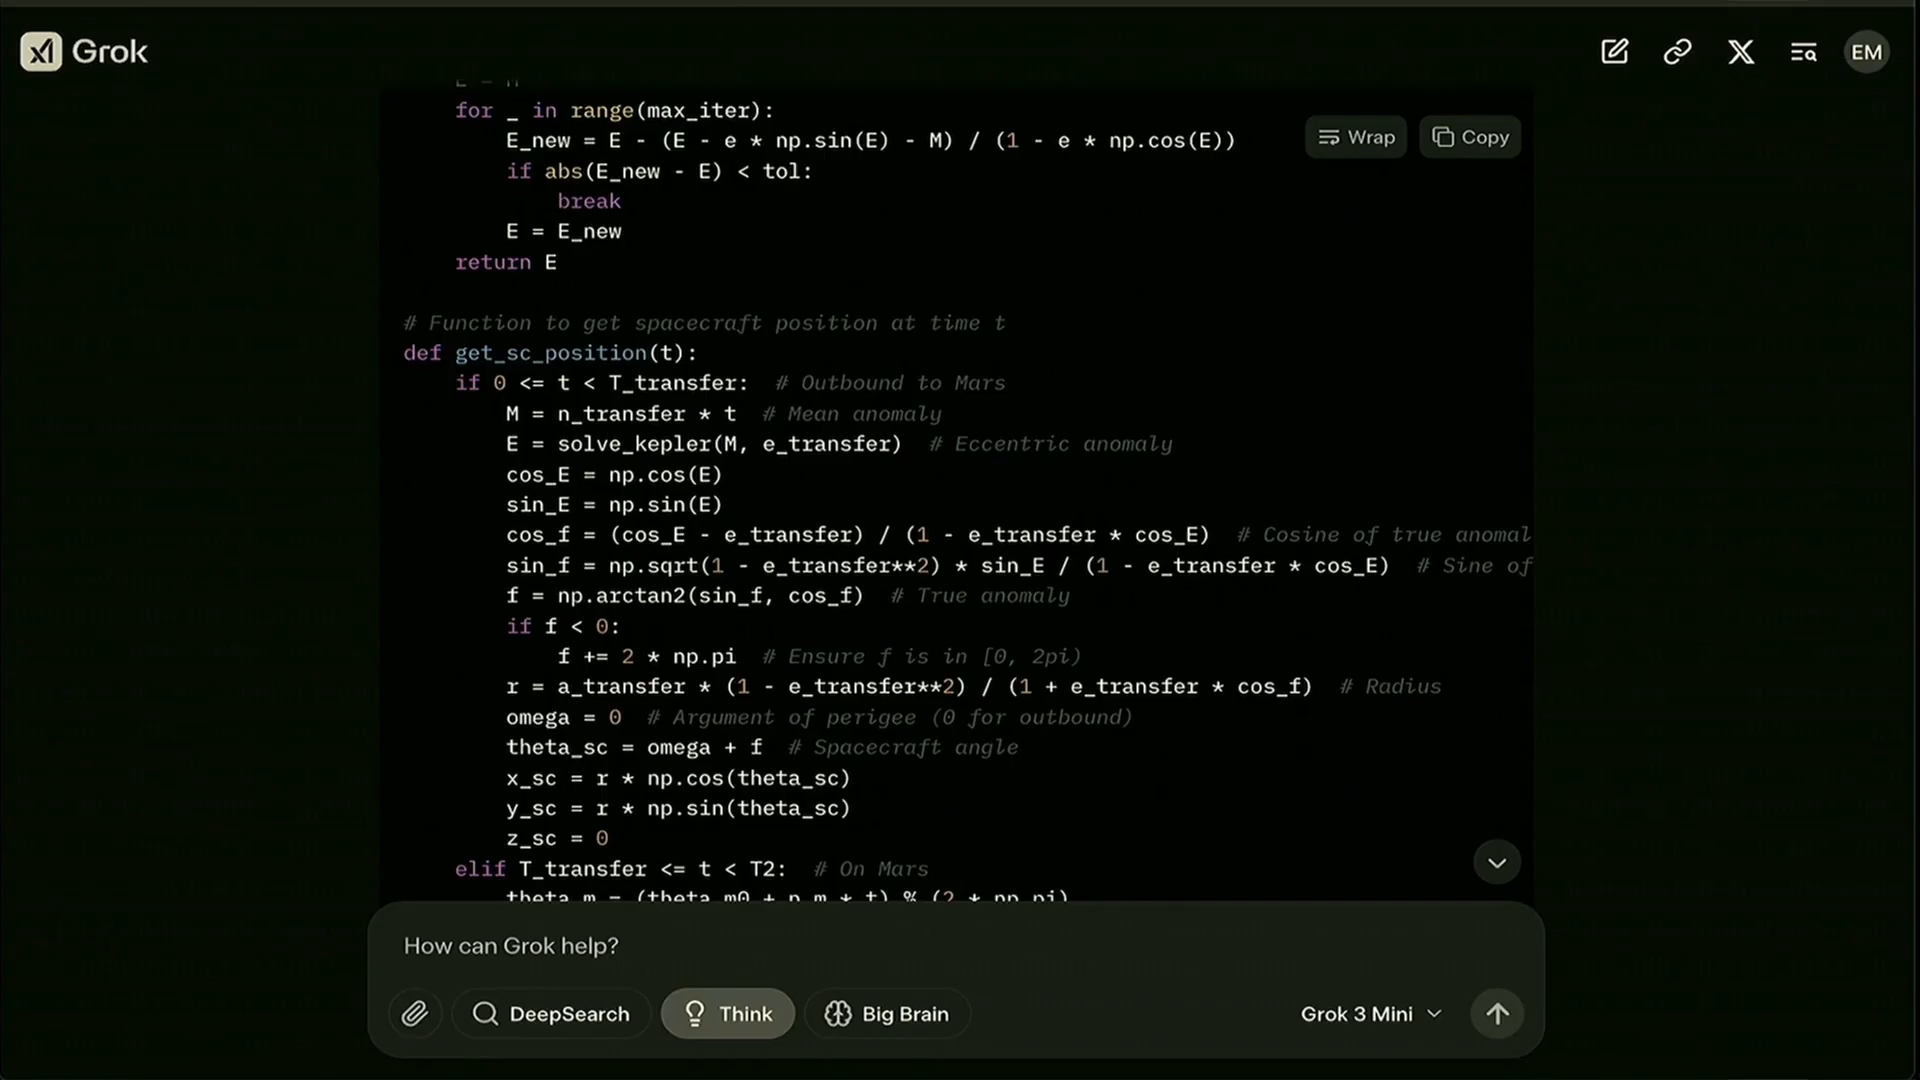 Grok
EM
for _ in range(max_iter):
E_new = E - (E - e * np.sin(E) - M) / (1 - e * np.cos(E))
Wrap
Copy
if abs(E_new - E) < tol:
break
E = E_new
return E
# Function to get spacecraft position at time t
def get_sc_position(t):
if 0 <= t < T_transfer:  # Outbound to Mars
M = n_transfer * t  # Mean anomaly
E = solve_kepler(M, e_transfer)  # Eccentric anomaly
cos_E = np.cos(E)
sin_E = np.sin(E)
cos_f = (cos_E - e_transfer) / (1 - e_transfer * cos_E)  # Cosine of true anomal
sin_f = np.sqrt(1 - e_transfer**2) * sin_E / (1 - e_transfer * cos_E)  # Sine of
f = np.arctan2(sin_f, cos_f)  # True anomaly
if f < 0:
f += 2 * np.pi  # Ensure f is in [0, 2pi)
r = a_transfer * (1 - e_transfer**2) / (1 + e_transfer * cos_f)  # Radius
omega = 0  # Argument of perigee (0 for outbound)
theta_sc = omega + f  # Spacecraft angle
x_sc = r * np.cos(theta_sc)
y_sc = r * np.sin(theta_sc)
z_sc = 0
elif T_transfer <= t < T2:  # On Mars
theta_m = (theta_m0 + n_m * t) % (2 * np.pi)
How can Grok help?
DeepSearch
Think
Big Brain
Grok 3 Mini